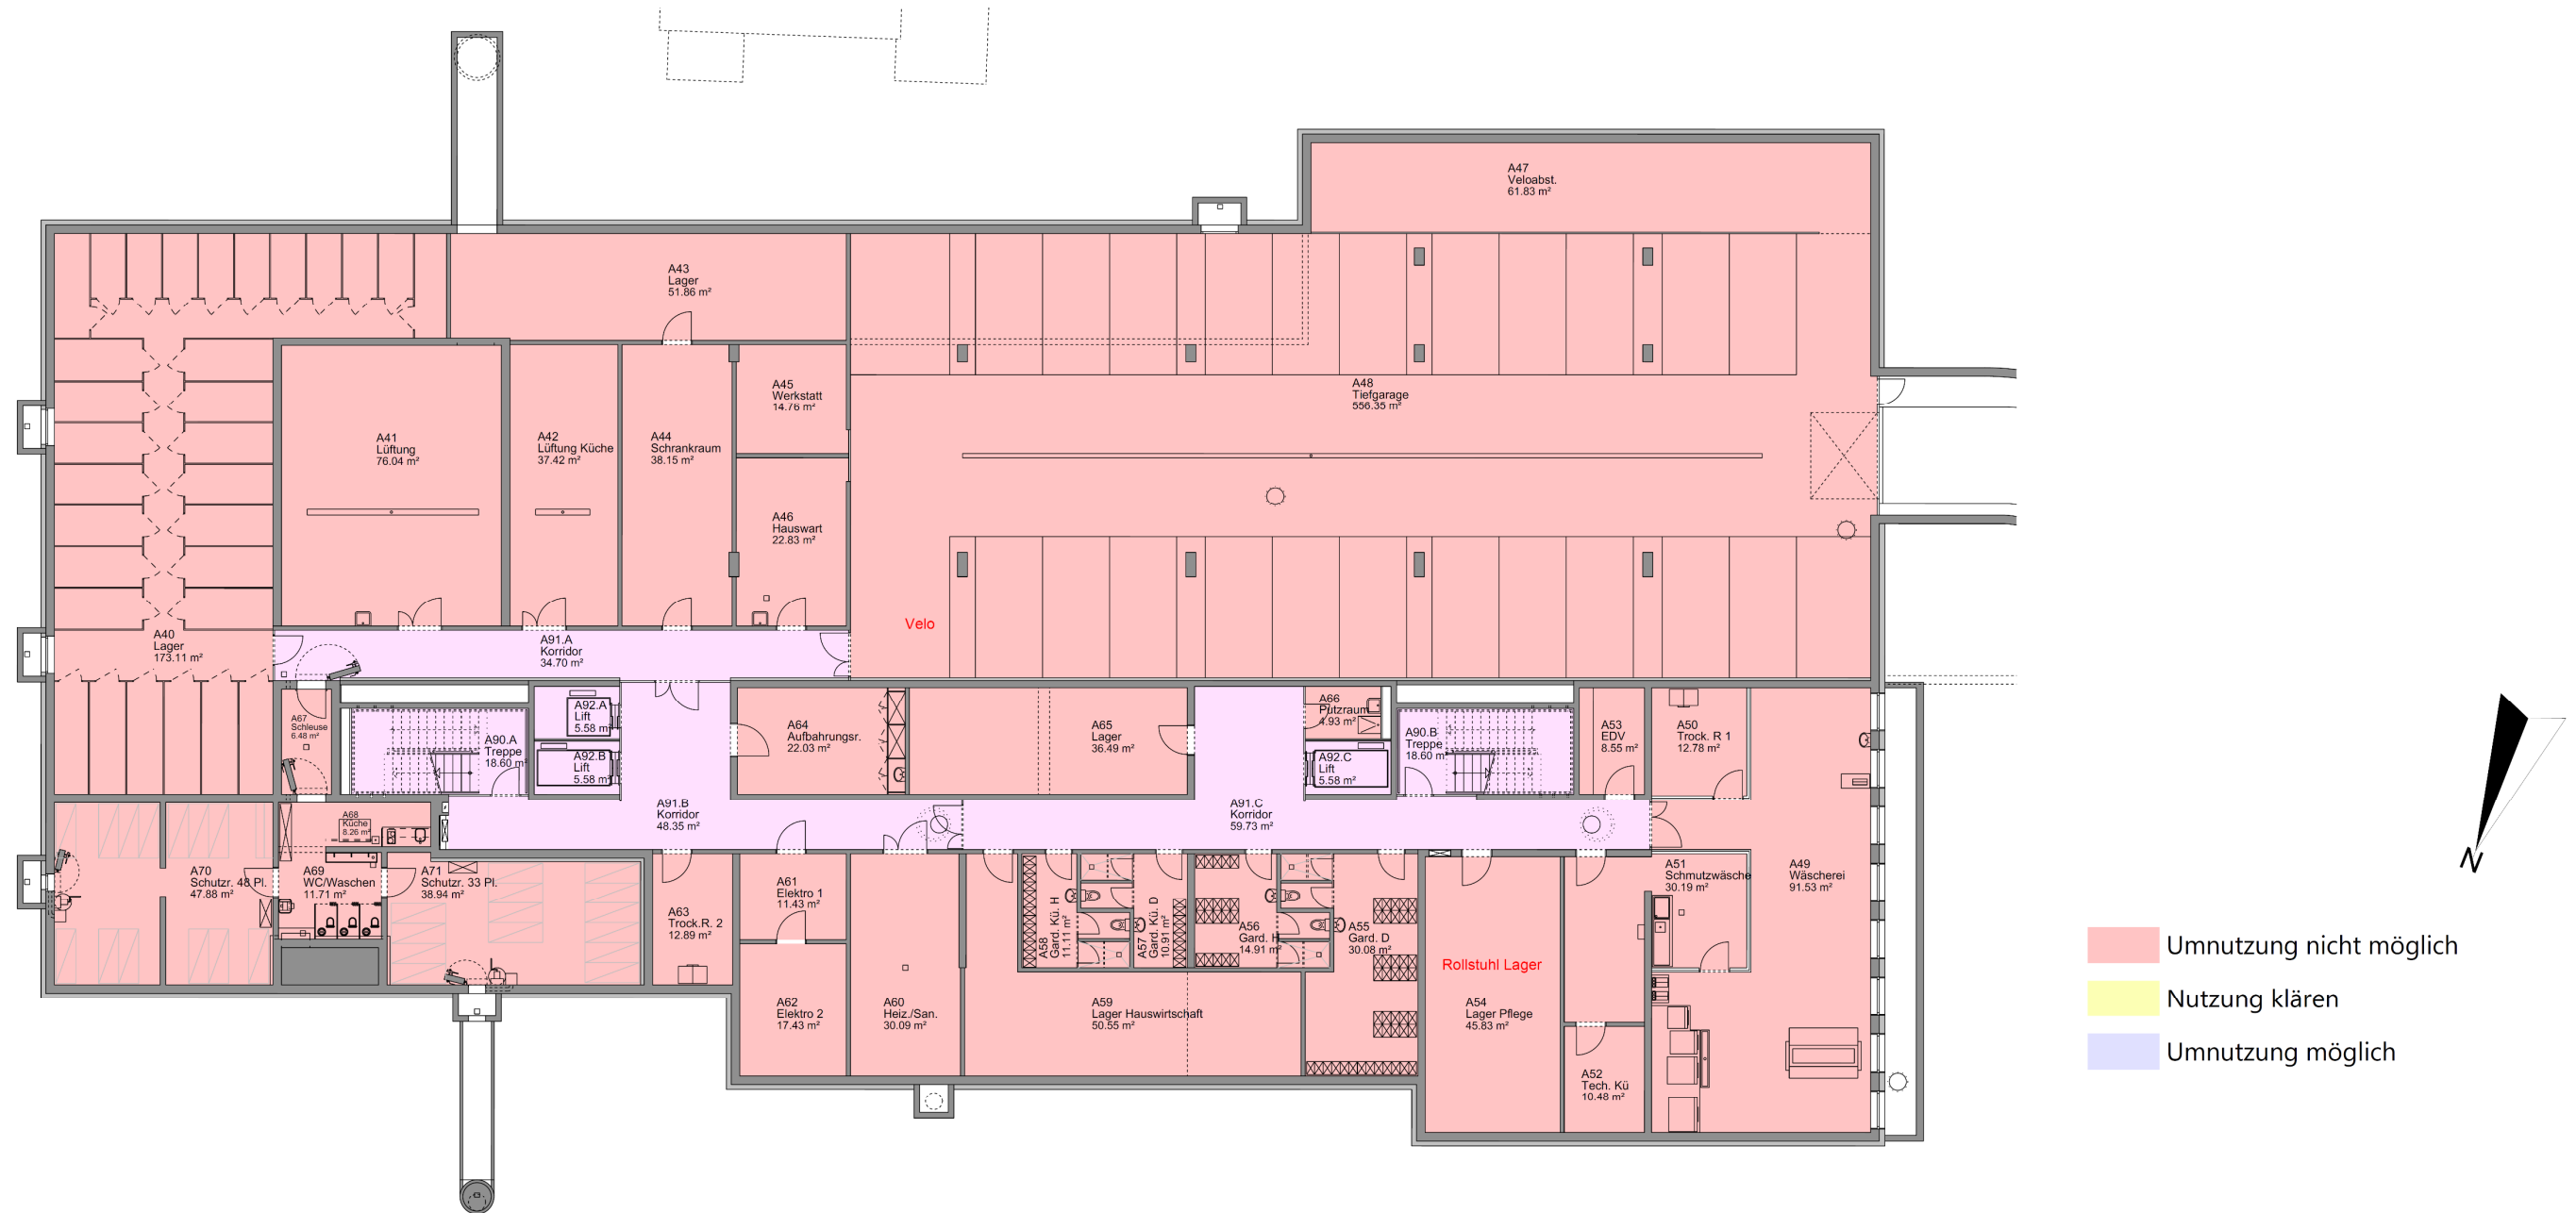 A47
Veloabst.
61.83 m²
A43
Lager
51.86 m²
A45
Werkstatt
14.76 m²
A48
Tiefgarage
556.35 m²
A41
Lüftung
76.04 m²
A42
Lüftung Küche
37.42 m²
A44
Schrankraum
38.15 m²
A46
Hauswart
22.83 m²
Velo
A40
Lager
173.11 m²
A91.A
Korridor
34.70 m²
A67
Schleuse
6.48 m²
A90.A
Treppe
18.60 m²
A92.A
Lift
5.58 m²
A92.B
Lift
5.58 m²
A64
Aufbahrungsr.
22.03 m²
A65
Lager
36.49 m²
A66
Putzraum
4.93 m²
A92.C
Lift
5.58 m²
A90.B
Treppe
18.60 m²
A53
EDV
8.55 m²
A50
Trock. R 1
12.78 m²
A91.B
Korridor
48.35 m²
A91.C
Korridor
59.73 m²
A68
Küche
8.26 m²
A70
Schutzr. 48 Pl.
47.88 m²
A69
WC/Waschen
11.71 m²
A71
Schutzr. 33 Pl.
38.94 m²
A63
Trock.R. 2
12.89 m²
A61
Elektro 1
11.43 m²
A58
Gard. Kü. H
11.11 m²
A57
Gard. Kü. D
10.91 m²
A56
Gard. H
14.91 m²
A55
Gard. D
30.08 m²
A51
Schmutzwäsche
30.19 m²
A49
Wäscherei
91.53 m²
Rollstuhl Lager
A54
Lager Pflege
45.83 m²
A62
Elektro 2
17.43 m²
A60
Heiz./San.
30.09 m²
A59
Lager Hauswirtschaft
50.55 m²
A52
Tech. Kü
10.48 m²
N
Umnutzung nicht möglich
Nutzung klären
Umnutzung möglich